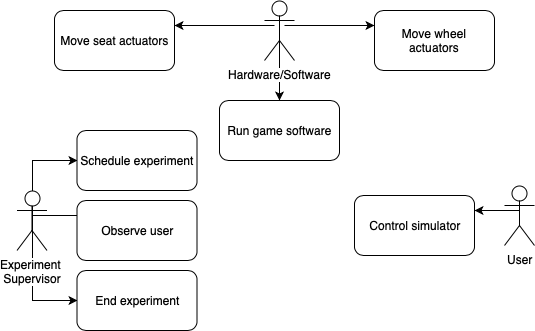 Move seat actuators
Move wheel
actuators
Hardware/Software
Run game software
Schedule experiment
Observe user
Control simulator
Experiment
Supervisor
User
End experiment